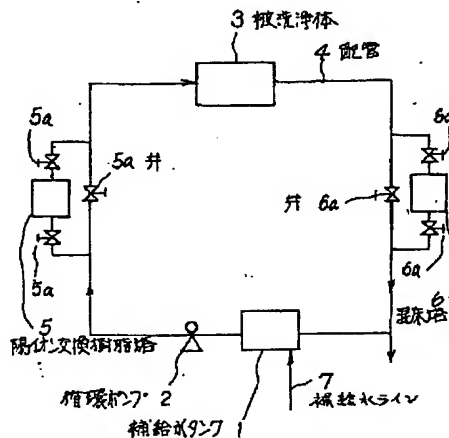 3 被洗浄体
4 配管
5a
5a 弁
弁 6a
6a
5a
6a
5
陽イオン交換樹脂塔
混床塔 6
循環ポンプ 2
7
補給水ライン
補給水タンク 1